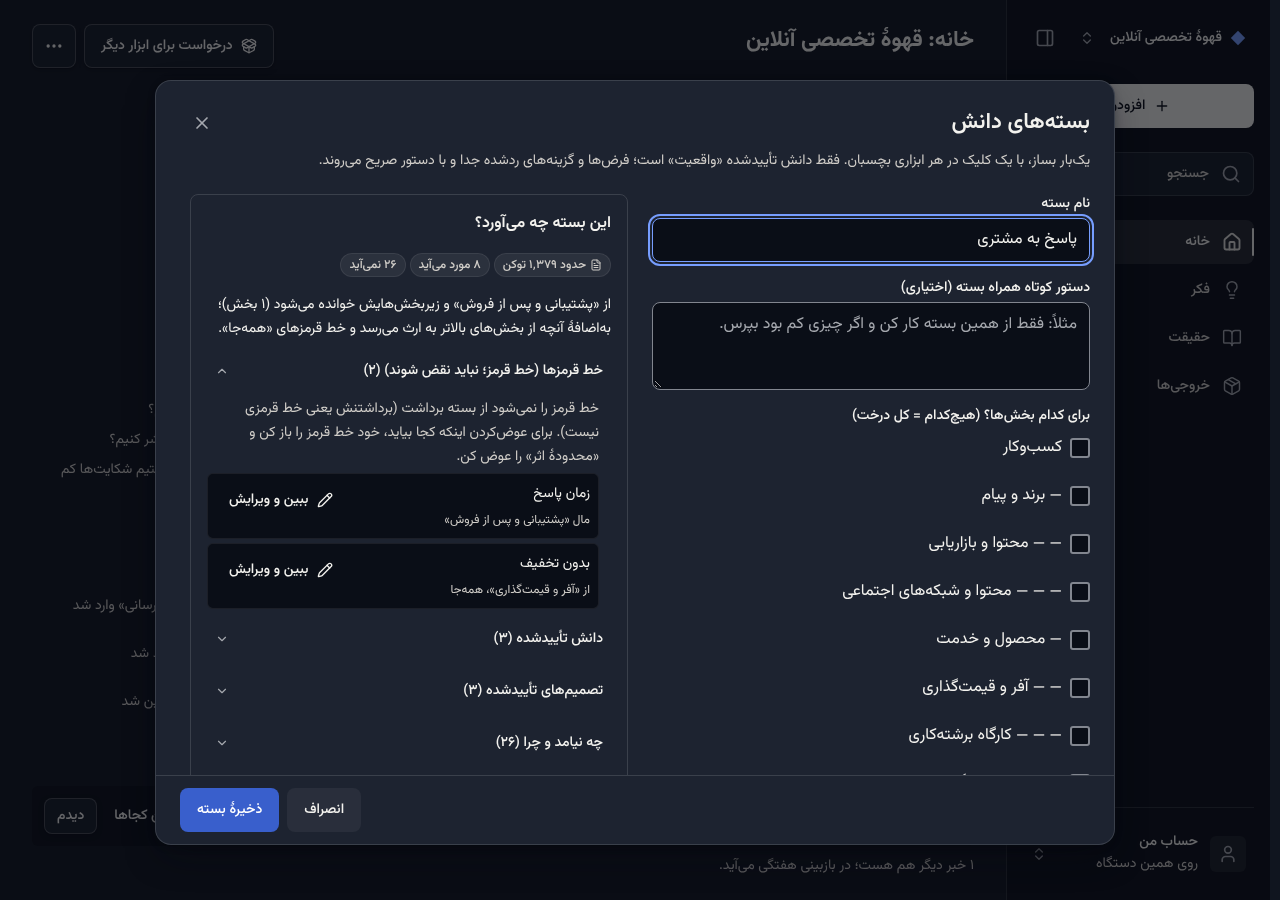 قهوهٔ تخصصی آنلاین
خانه: قهوهٔ تخصصی آنلاین
درخواست برای ابزار دیگر
افزودن
جستجو
خانه
فکر
حقیقت
خروجی‌ها
حساب من
روی همین دستگاه
بسته‌های دانش
یک‌بار بساز، با یک کلیک در هر ابزاری بچسبان. فقط دانش تأییدشده «واقعیت» است؛ فرض‌ها و گزینه‌های ردشده جدا و با دستور صریح می‌روند.
نام بسته
پاسخ به مشتری
دستور کوتاه همراه بسته (اختیاری)
مثلاً: فقط از همین بسته کار کن و اگر چیزی کم بود بپرس.
برای کدام بخش‌ها؟ (هیچ‌کدام = کل درخت)
کسب‌وکار
— برند و پیام
— — محتوا و بازاریابی
— — — محتوا و شبکه‌های اجتماعی
— محصول و خدمت
— — آفر و قیمت‌گذاری
— — — کارگاه برشته‌کاری
این بسته چه می‌آورد؟
حدود ۱٬۳۷۹ توکن
۸ مورد می‌آید
۲۶ نمی‌آید
از «پشتیبانی و پس از فروش» و زیربخش‌هایش خوانده می‌شود (۱ بخش)؛
به‌اضافهٔ آنچه از بخش‌های بالاتر به ارث می‌رسد و خط قرمزهای «همه‌جا».
خط قرمزها (خط قرمز؛ نباید نقض شوند) (۲)
خط قرمز را نمی‌شود از بسته برداشت (برداشتنش یعنی خط قرمزی
نیست). برای عوض‌کردن اینکه کجا بیاید، خود خط قرمز را باز کن و
«محدودهٔ اثر» را عوض کن.
زمان پاسخ
مال «پشتیبانی و پس از فروش»
ببین و ویرایش
بدون تخفیف
از «آفر و قیمت‌گذاری»، همه‌جا
ببین و ویرایش
دانش تأییدشده (۳)
تصمیم‌های تأییدشده (۳)
چه نیامد و چرا (۲۶)
انصراف
ذخیرهٔ بسته
کنیم؟
شکایت‌ها کم
وارد شد
شد
شد
کجاها
دیدم
۱ خبر دیگر هم هست؛ در بازبینی هفتگی می‌آید.